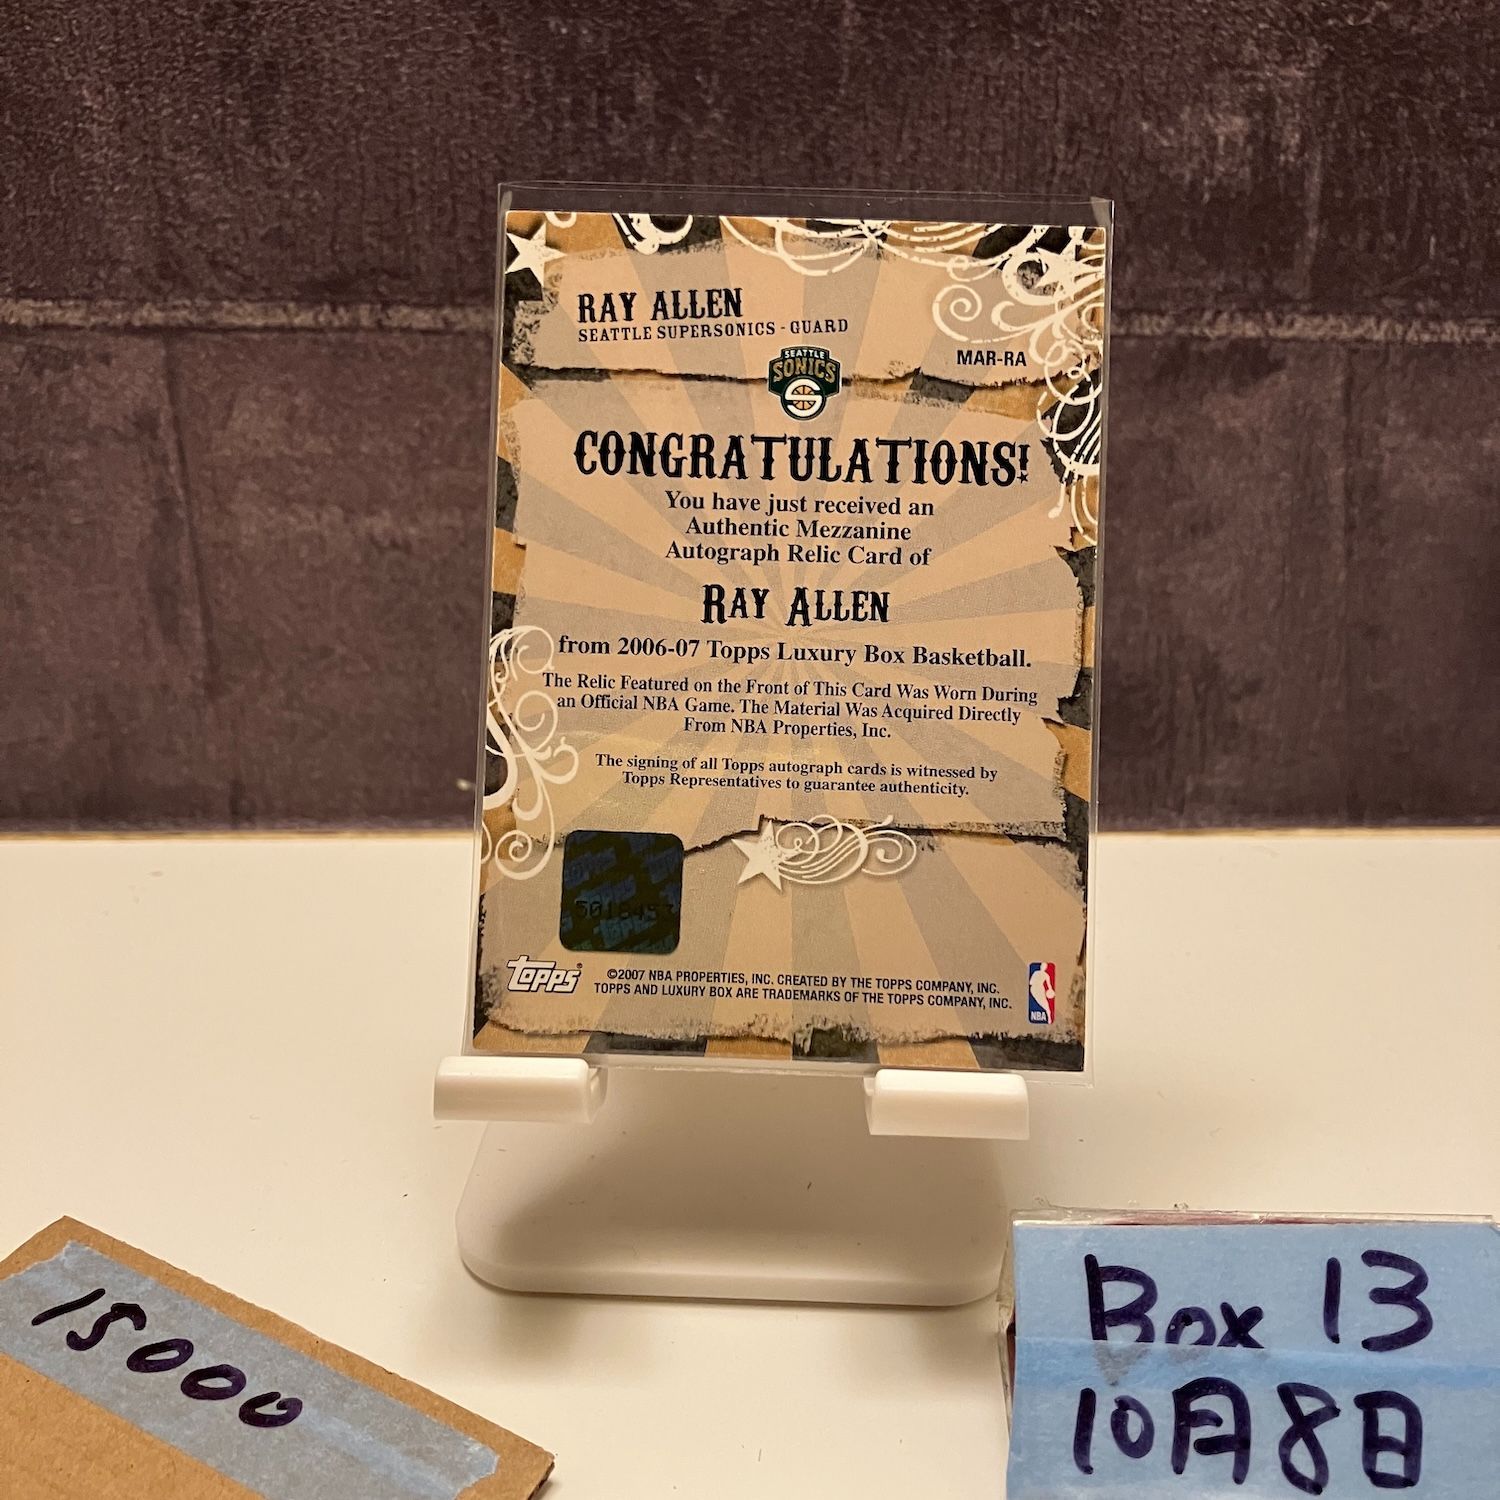 RAY ALLEN
SEATTLE SUPERSONICS - GUARD
MAR-RA
SEATTLE
SONICS
CONGRATULATIONS!
You have just received an
Authentic Mezzanine
Autograph Relic Card of
RAY ALLEN
from 2006-07 Topps Luxury Box Basketball.
The Relic Featured on the Front of This Card Was Worn During
an Official NBA Game. The Material Was Acquired Directly
From NBA Properties, Inc.
The signing of all Topps autograph cards is witnessed by
Topps Representatives to guarantee authenticity.
TOPPS®
©2007 NBA PROPERTIES, INC. CREATED BY THE TOPPS COMPANY, INC.
TOPPS AND LUXURY BOX ARE TRADEMARKS OF THE TOPPS COMPANY, INC.
NBA
15000
Box 13
10月8日